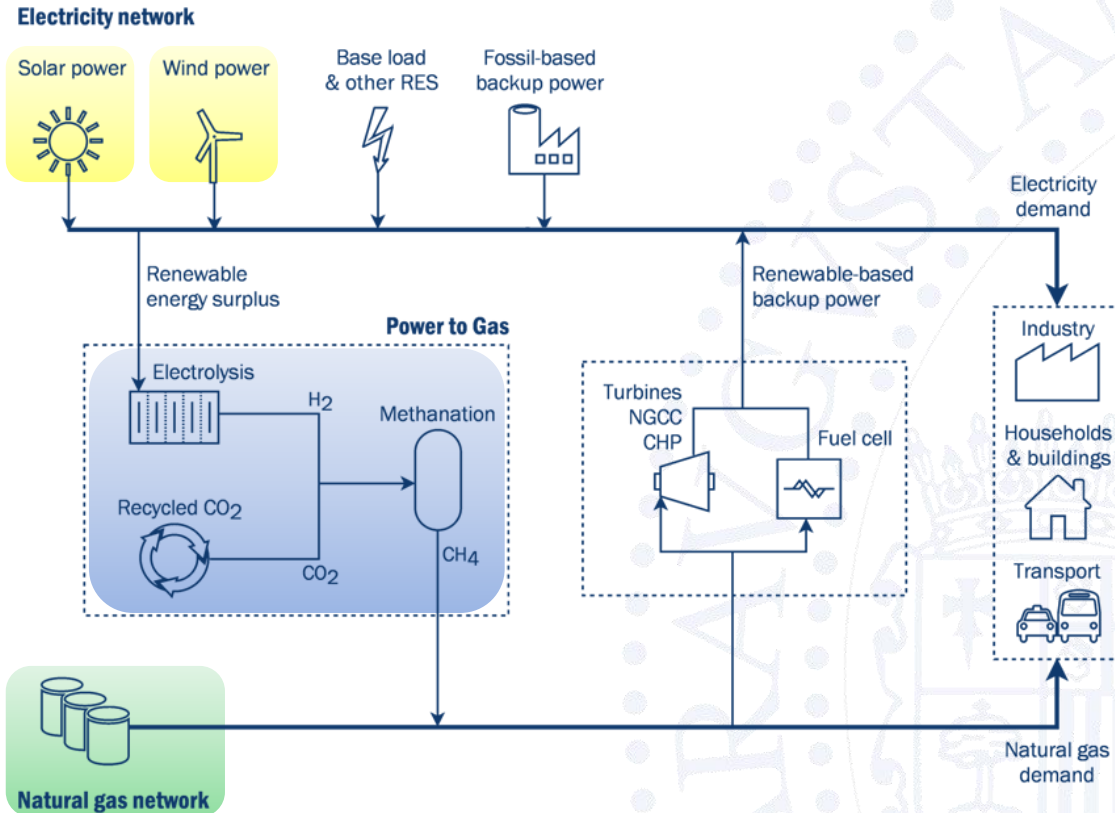 Electricity network
Solar power
Wind power
Base load
& other RES
Fossil-based
backup power
Electricity
demand
Renewable
energy surplus
Renewable-based
backup power
Power to Gas
Industry
Electrolysis
H2
Methanation
Turbines
NGCC
CHP
Fuel cell
Households
& buildings
Recycled CO2
CO2
CH4
Transport
Natural gas
demand
Natural gas network